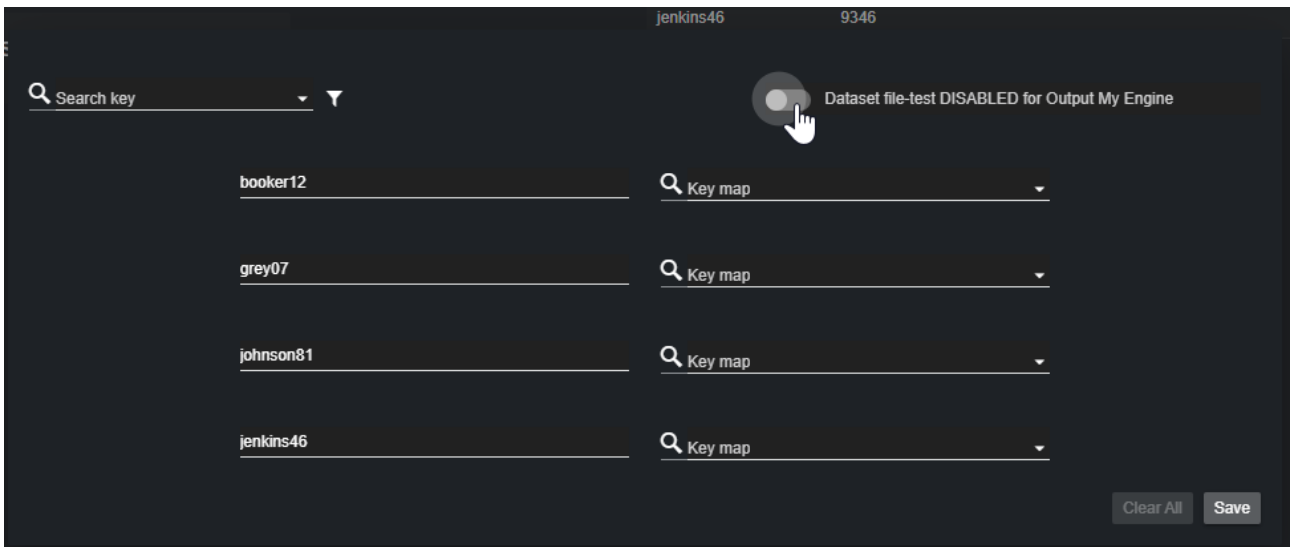 jenkins46 9346
Search key
Dataset file-test DISABLED for Output My Engine
booker12 Key map
grey07 Key map
johnson81 Key map
jenkins46 Key map
Clear All Save